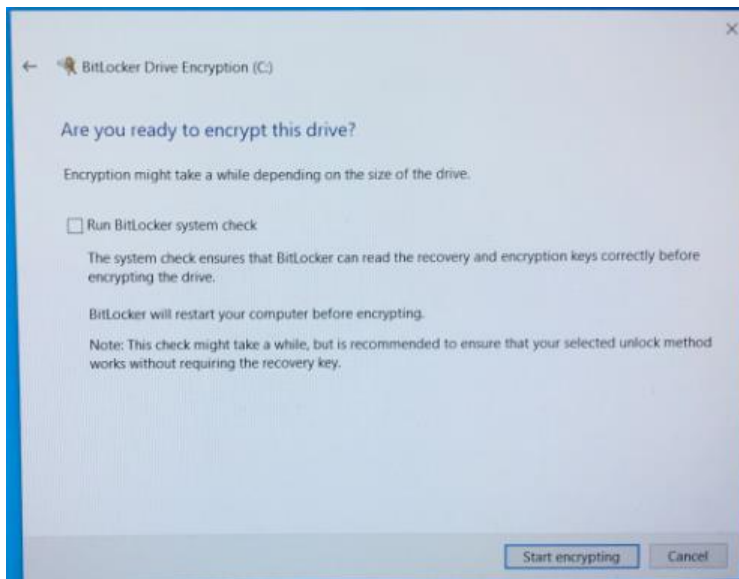 BitLocker Drive Encryption (C:)
Are you ready to encrypt this drive?
Encryption might take a while depending on the size of the drive.
Run BitLocker system check
The system check ensures that BitLocker can read the recovery and encryption keys correctly before
encrypting the drive.
BitLocker will restart your computer before encrypting.
Note: This check might take a while, but is recommended to ensure that your selected unlock method
works without requiring the recovery key.
Start encrypting Cancel